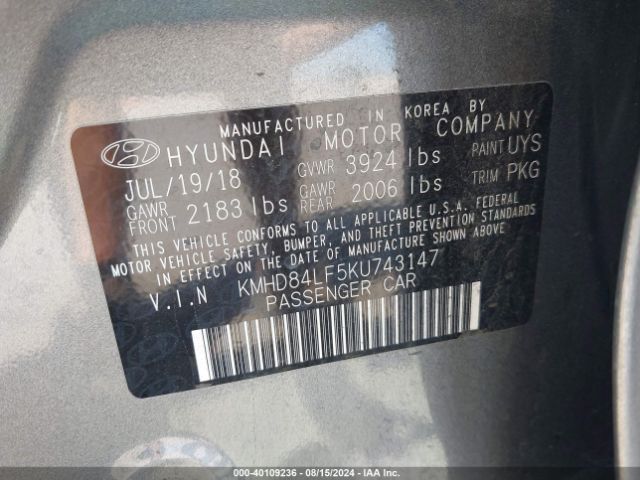 MANUFACTURED IN KOREA BY
HYUNDAI MOTOR COMPANY
JUL/19/18 GVWR 3924 lbs PAINT UYS
GAWR FRONT 2183 lbs GAWR REAR 2006 lbs TRIM PKG
THIS VEHICLE CONFORMS TO ALL APPLICABLE U.S.A. FEDERAL
MOTOR VEHICLE SAFETY, BUMPER, AND THEFT PREVENTION STANDARDS
IN EFFECT ON THE DATE OF MANUFACTURE SHOWN ABOVE.
V.I.N KMHD84LF5KU743147
PASSENGER CAR
000-40109236 - 08/15/2024 - IAA Inc.